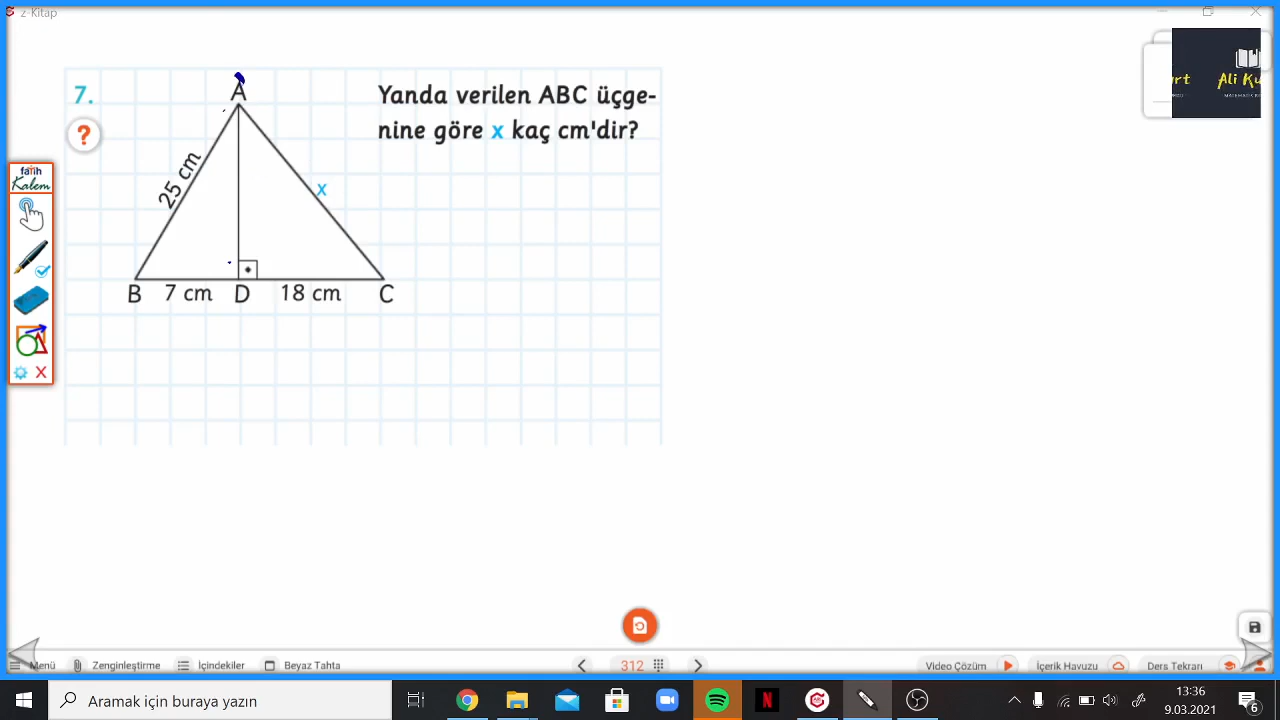 z-Kitap
7.
?
A
Yanda verilen ABC üçge-
nine göre x kaç cm'dir?
25 cm
x
B 7 cm D 18 cm C
fatih
Kalem
Ali Ku
Menü
Zenginleştirme
İçindekiler
Beyaz Tahta
312
Video Çözüm
İçerik Havuzu
Ders Tekrarı
Aramak için buraya yazın
N
13:36
9.03.2021
6